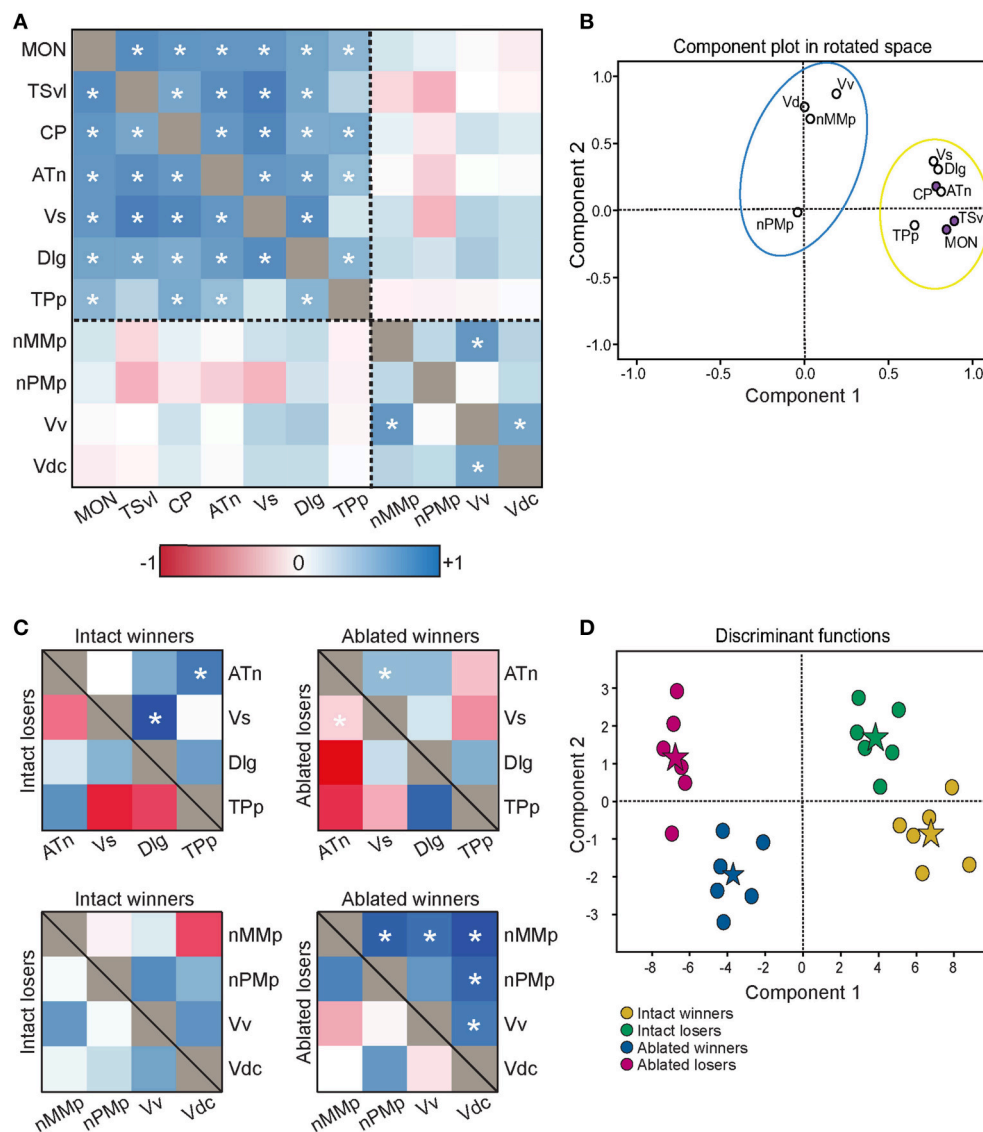 A
MON
TSvl
CP
ATn
Vs
Dlg
TPp
nMMp
nPMp
Vv
Vdc
MON TSvl CP ATn Vs Dlg TPp nMMp nPMp Vv Vdc
-1 0 +1
B
Component plot in rotated space
Component 2
1.0
0.5
0.0
-0.5
-1.0
Vv
Vd
nMMp
nPMp
Vs
Dlg
CP
ATn
TPp
TSv
MON
-1.0 -0.5 0.0 0.5 1.0
Component 1
C
Intact winners
Intact losers
ATn
Vs
Dlg
TPp
ATn Vs Dlg TPp
Ablated winners
Ablated losers
ATn
Vs
Dlg
TPp
ATn Vs Dlg TPp
Intact winners
Intact losers
nMMp
nPMp
Vv
Vdc
nMMp nPMp Vv Vdc
Ablated winners
Ablated losers
nMMp
nPMp
Vv
Vdc
nMMp nPMp Vv Vdc
D
Discriminant functions
Component 2
3
2
1
0
-1
-2
-3
-8 -6 -4 -2 0 2 4 6 8
Component 1
Intact winners
Intact losers
Ablated winners
Ablated losers